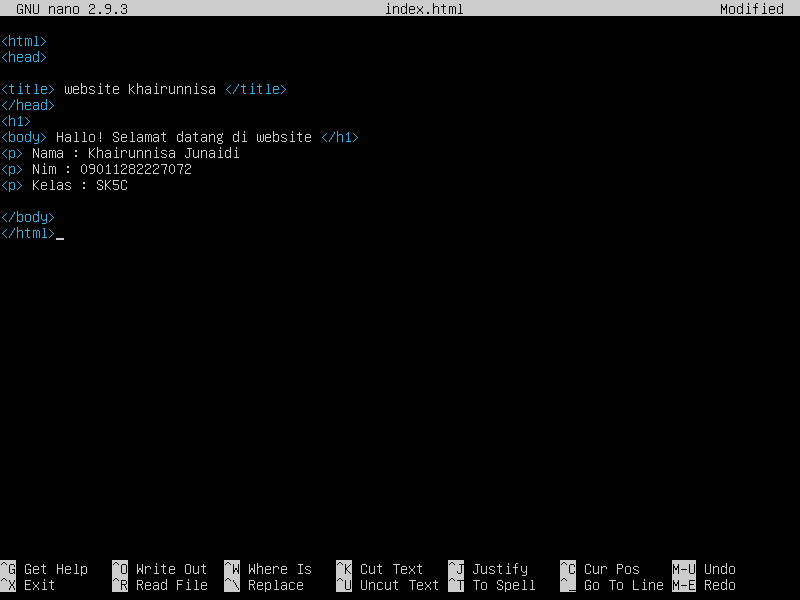 GNU nano 2.9.3 index.html Modified
<html>
<head>
<title> website khairunnisa </title>
</head>
<h1>
<body> Hallo! Selamat datang di website </h1>
<p> Nama : Khairunnisa Junaidi
<p> Nim : 09011282227072
<p> Kelas : SK5C
</body>
</html>
^G Get Help ^O Write Out ^W Where Is ^K Cut Text ^J Justify ^C Cur Pos M-U Undo
^X Exit ^R Read File ^\ Replace ^U Uncut Text ^T To Spell ^_ Go To Line M-E Redo